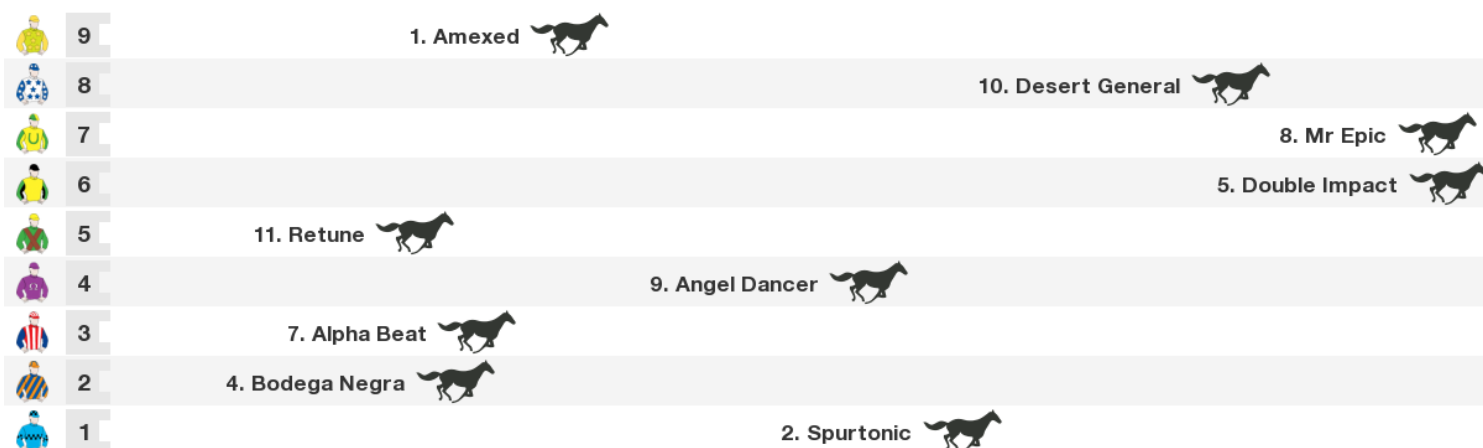 9 1. Amexed
8 10. Desert General
7 8. Mr Epic
6 5. Double Impact
5 11. Retune
4 9. Angel Dancer
3 7. Alpha Beat
2 4. Bodega Negra
1 2. Spurtonic